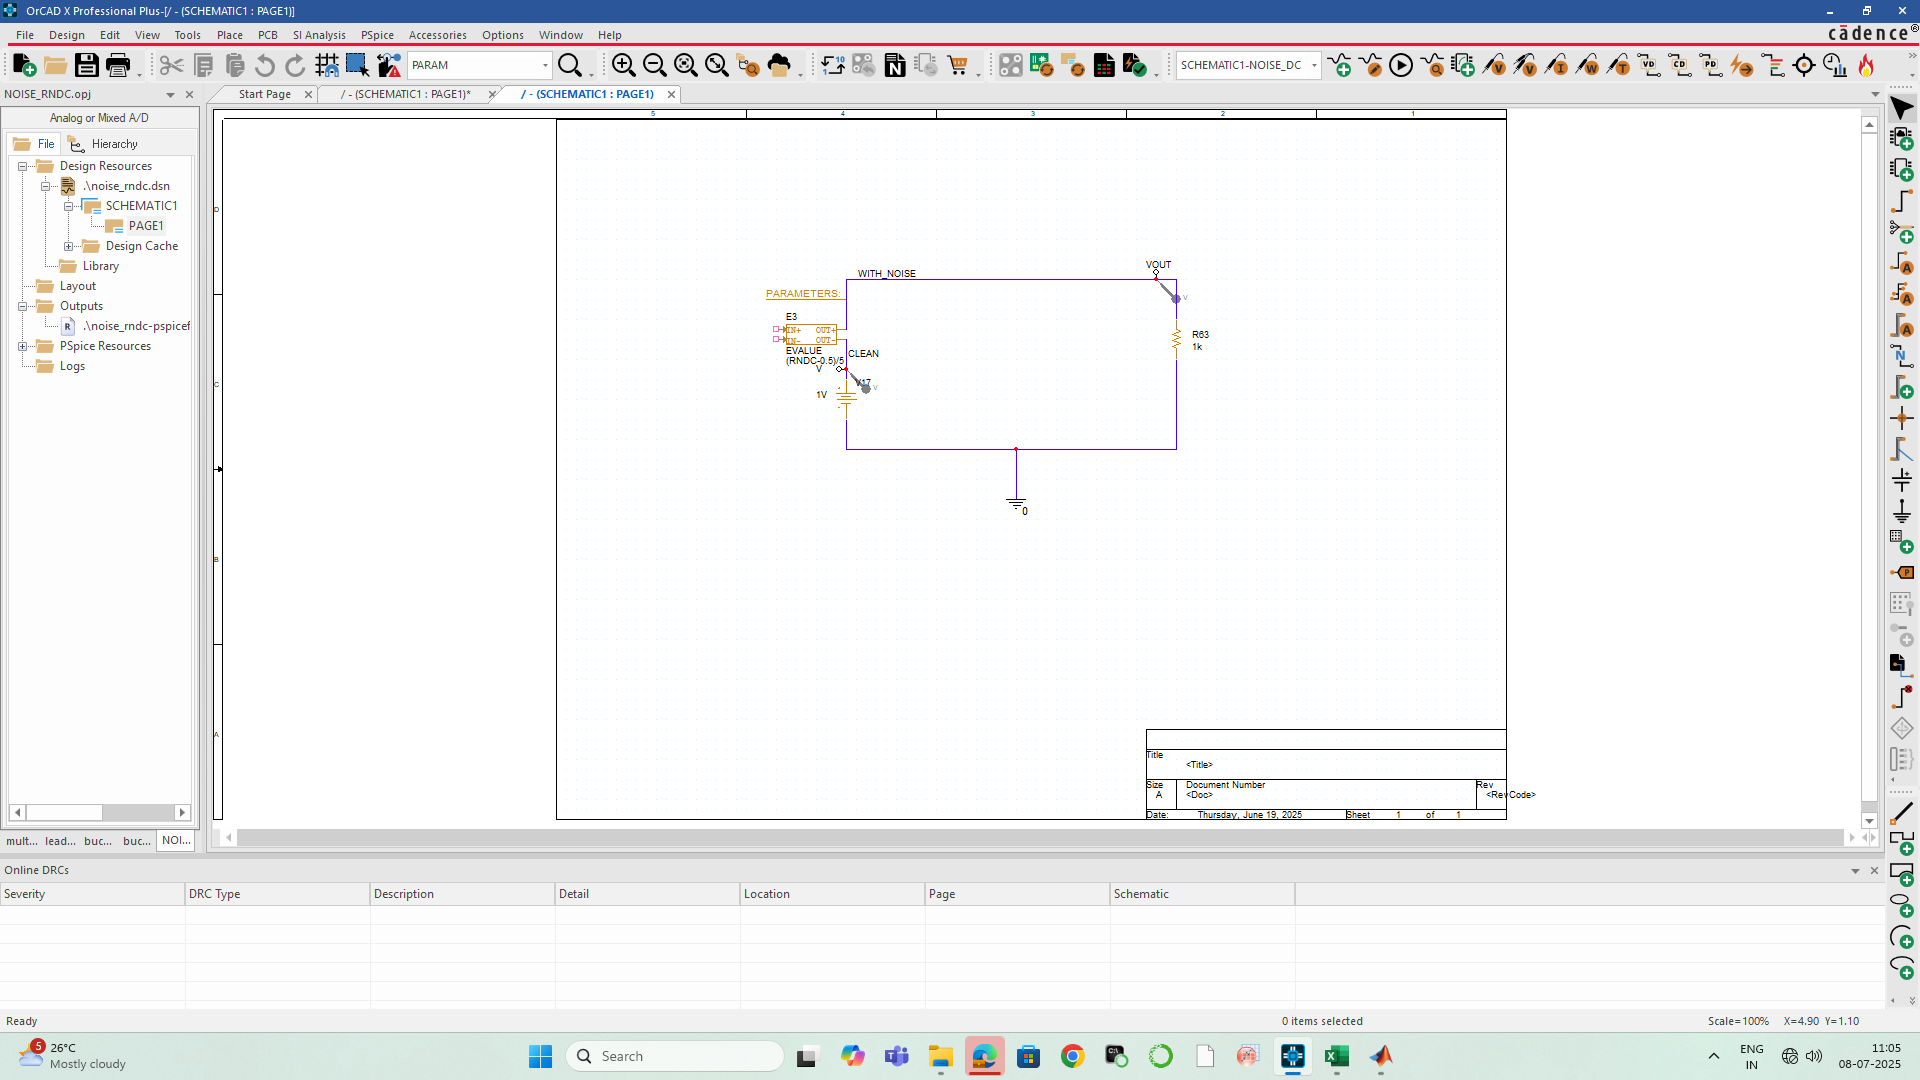 OrCAD X Professional Plus-[/ - (SCHEMATIC1 : PAGE1)]
File Design Edit View Tools Place PCB SI Analysis PSpice Accessories Options Window Help
cādence®
PARAM
SCHEMATIC1-NOISE_DC
NOISE_RNDC.opj
Start Page
/ - (SCHEMATIC1 : PAGE1)*
/ - (SCHEMATIC1 : PAGE1)
Analog or Mixed A/D
File Hierarchy
Design Resources
.\noise_rndc.dsn
SCHEMATIC1
PAGE1
Design Cache
Library
Layout
Outputs
.\noise_rndc-pspicef
PSpice Resources
Logs
mult... lead... buc... buc... NOI...
5 4 3 2 1
D
C
B
A
WITH_NOISE
VOUT
PARAMETERS:
E3
IN+ OUT+
IN- OUT-
EVALUE
(RNDC-0.5)/5
CLEAN
V
V17
1V
R63
1k
0
Title
<Title>
Size
A
Document Number
<Doc>
Rev
<RevCode>
Date: Thursday, June 19, 2025 Sheet 1 of 1
Online DRCs
Severity DRC Type Description Detail Location Page Schematic
Ready
0 items selected
Scale=100% X=4.90 Y=1.10
5
26°C
Mostly cloudy
Search
ENG
IN
11:05
08-07-2025